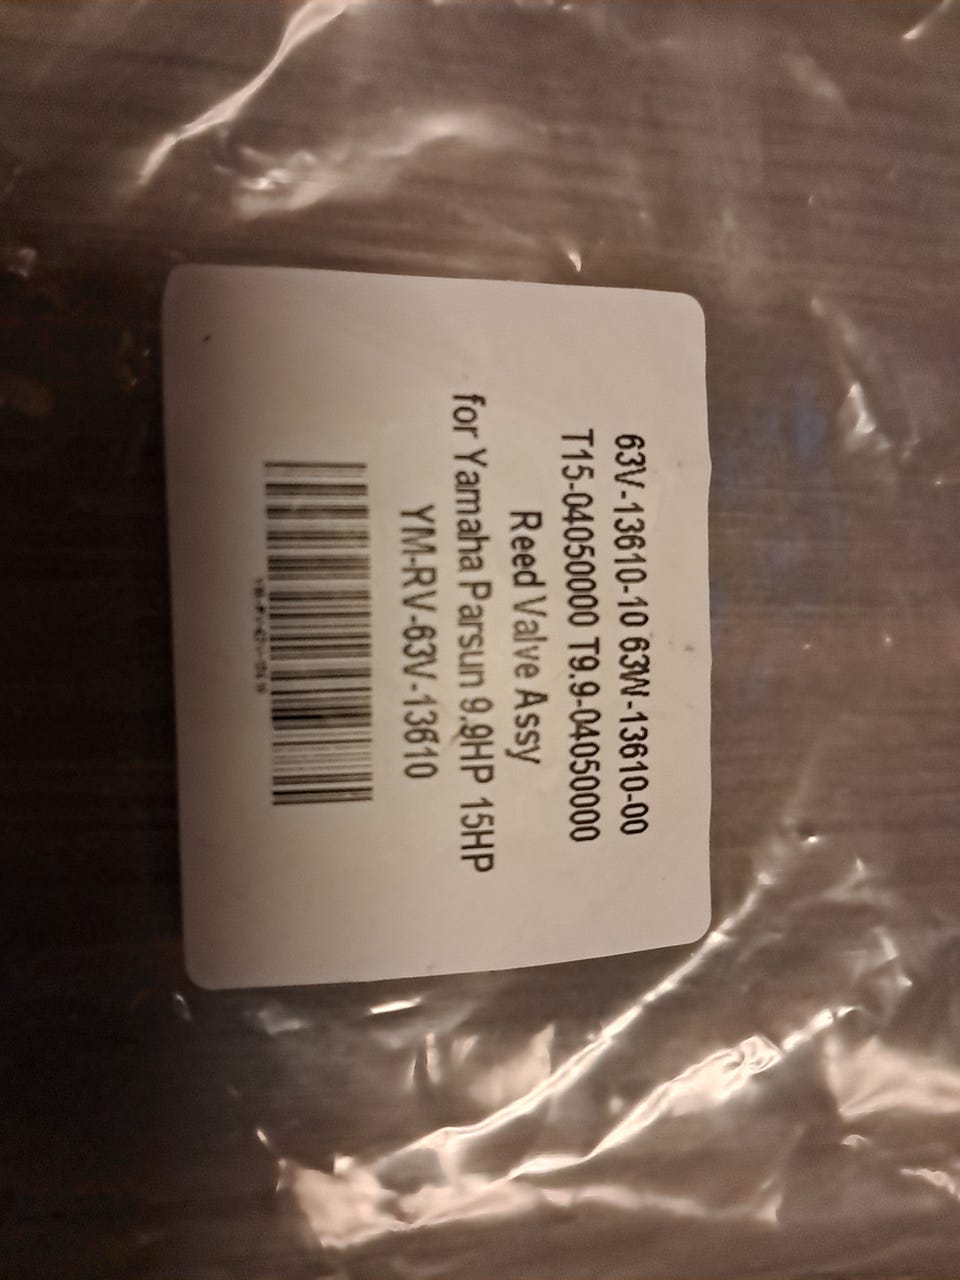 63V-13610-10 63W-13610-00
T15-04050000 T9.9-04050000
Reed Valve Assy
for Yamaha Parsun 9.9HP 15HP
YM-RV-63V-13610